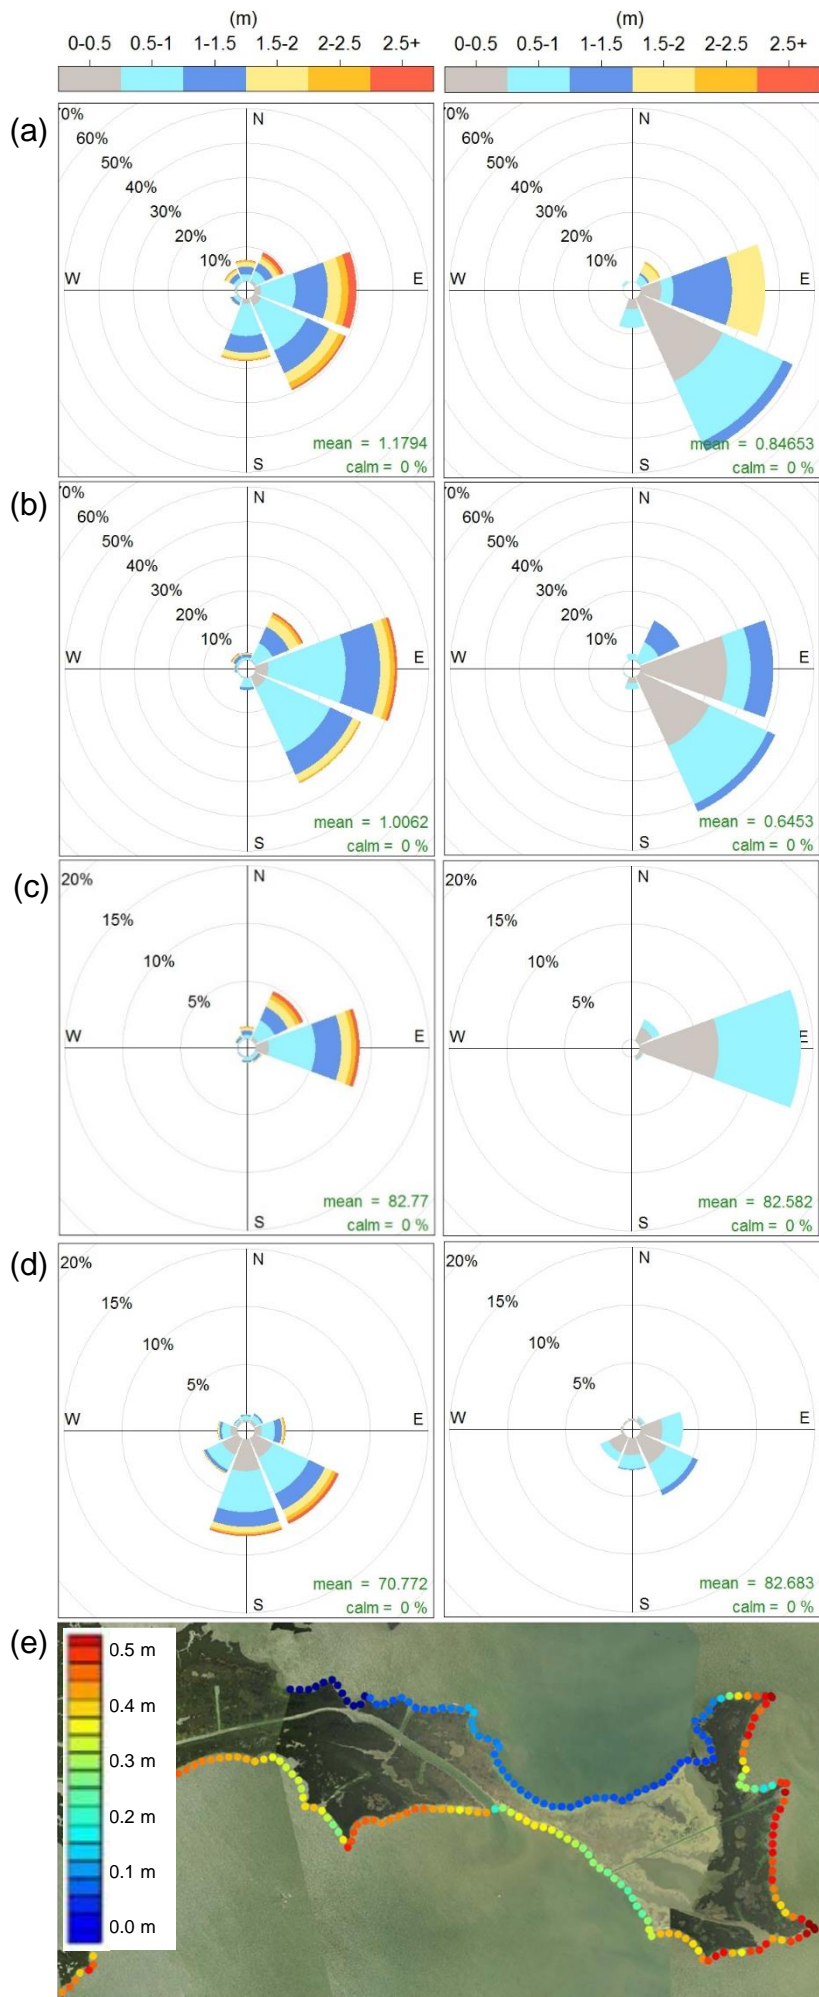 (m) (m)
0-0.5 0.5-1 1-1.5 1.5-2 2-2.5 2.5+ 0-0.5 0.5-1 1-1.5 1.5-2 2-2.5 2.5+
(a)
0% 60% 50% 40% 30% 20% 10% N W E S
mean = 1.1794
calm = 0 %
70% 60% 50% 40% 30% 20% 10% N W E S
mean = 0.84653
calm = 0 %
(b)
0% 60% 50% 40% 30% 20% 10% N W E S
mean = 1.0062
calm = 0 %
70% 60% 50% 40% 30% 20% 10% N W E S
mean = 0.6453
calm = 0 %
(c)
20% 15% 10% 5% N W E S
mean = 82.77
calm = 0 %
20% 15% 10% 5% N W E S
mean = 82.582
calm = 0 %
(d)
20% 15% 10% 5% N W E S
mean = 70.772
calm = 0 %
20% 15% 10% 5% N W E S
mean = 82.683
calm = 0 %
(e)
0.5 m
0.4 m
0.3 m
0.2 m
0.1 m
0.0 m